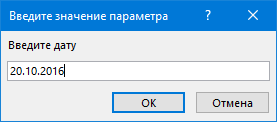 Введите значение параметра ? ×
Введите дату
20.10.2016
ОК
Отмена